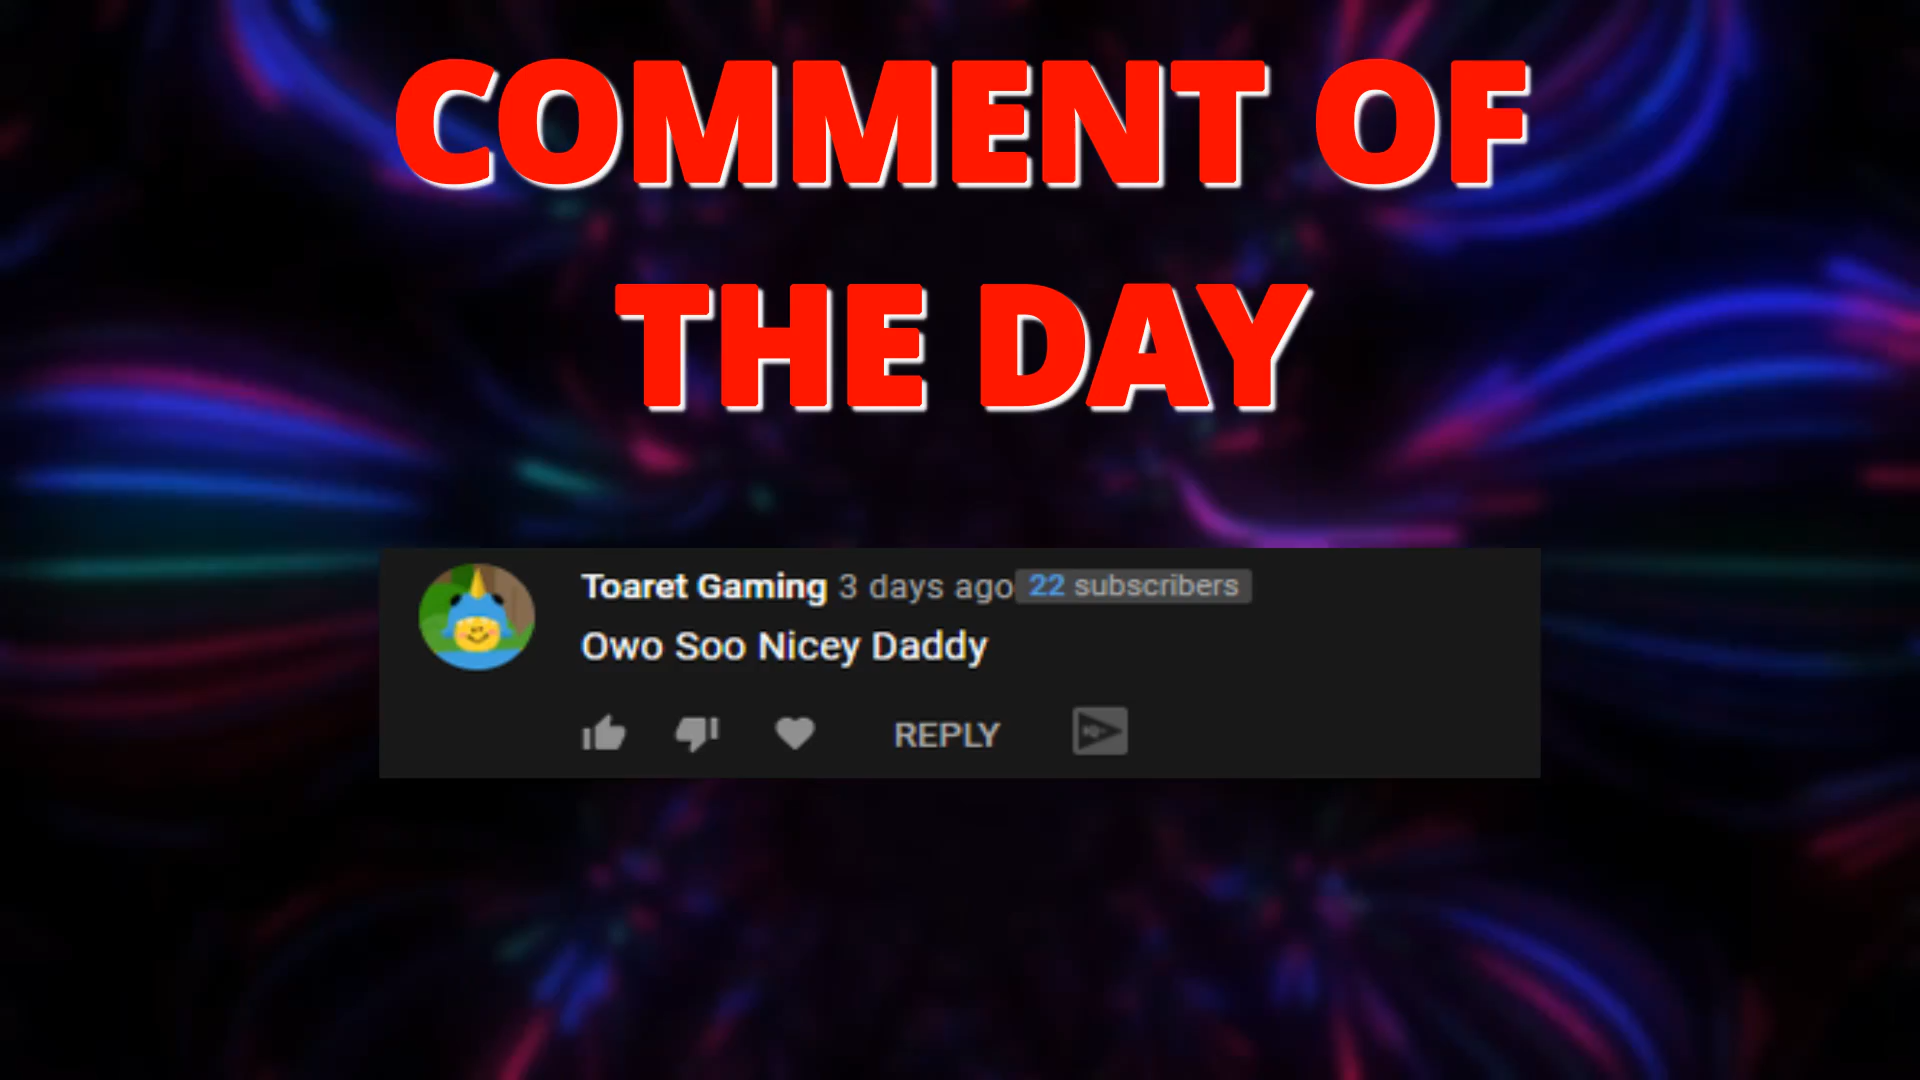 COMMENT OF
THE DAY
Toaret Gaming 3 days ago 22 subscribers
Owo Soo Nicey Daddy
REPLY